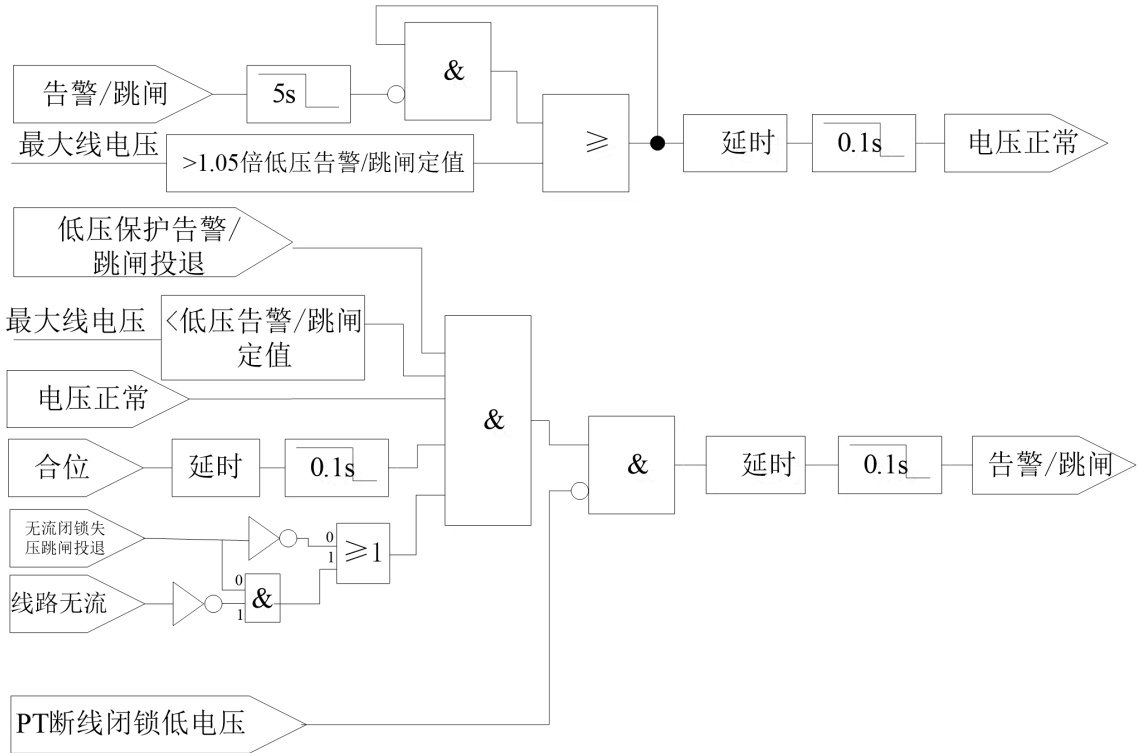 &
告警/跳闸
5s
最大线电压
>1.05倍低压告警/跳闸定值
≥
延时
0.1s
电压正常
低压保护告警/
跳闸投退
最大线电压
<低压告警/跳闸
定值
电压正常
&
合位
延时
0.1s
&
延时
0.1s
告警/跳闸
无流闭锁失
压跳闸投退
0
1
≥1
线路无流
0
1
&
PT断线闭锁低电压